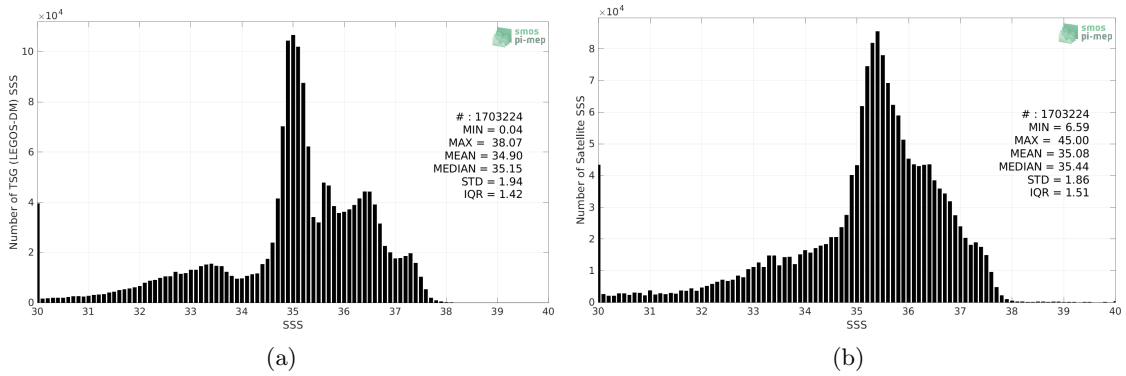 ×10⁴
10
8
6
4
2
0
30 31 32 33 34 35 36 37 38 39 40
SSS
Number of TSG (LEGOS-DM) SSS
smos
pi-mep
# : 1703224
MIN = 0.04
MAX = 38.07
MEAN = 34.90
MEDIAN = 35.15
STD = 1.94
IQR = 1.42
(a)
×10⁴
8
7
6
5
4
3
2
1
0
30 31 32 33 34 35 36 37 38 39 40
SSS
Number of Satellite SSS
smos
pi-mep
# : 1703224
MIN = 6.59
MAX = 45.00
MEAN = 35.08
MEDIAN = 35.44
STD = 1.86
IQR = 1.51
(b)